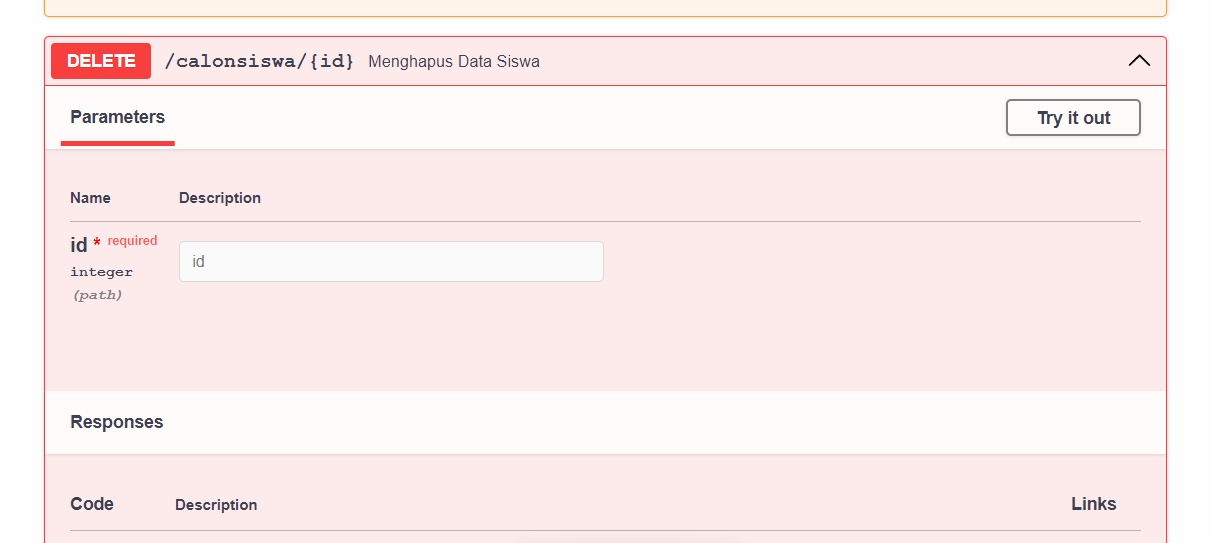 DELETE /calonsiswa/{id} Menghapus Data Siswa
Parameters Try it out
Name Description
id * required
id
integer
(path)
Responses
Code Description Links